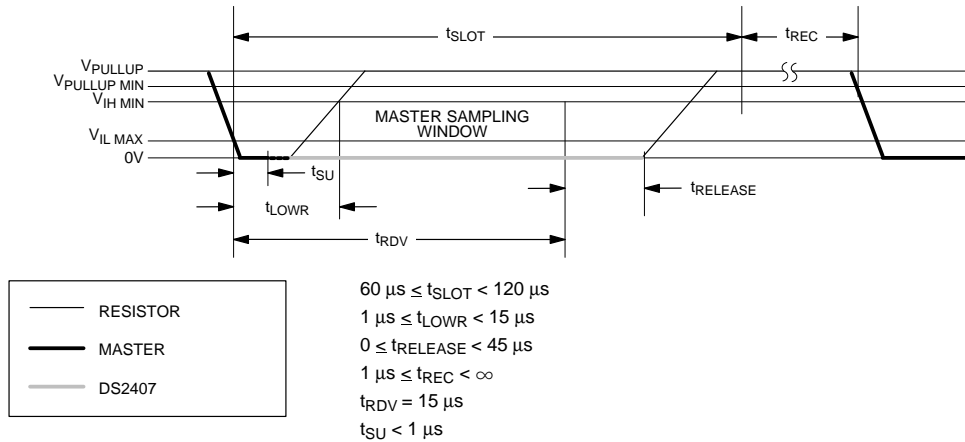 tSLOT
tREC
VPULLUP
VPULLUP MIN
VIH MIN
MASTER SAMPLING
WINDOW
VIL MAX
0V
tSU
tRELEASE
tLOWR
tRDV
RESISTOR
MASTER
DS2407
60 μs ≤ tSLOT < 120 μs
1 μs ≤ tLOWR < 15 μs
0 ≤ tRELEASE < 45 μs
1 μs ≤ tREC < ∞
tRDV = 15 μs
tSU < 1 μs